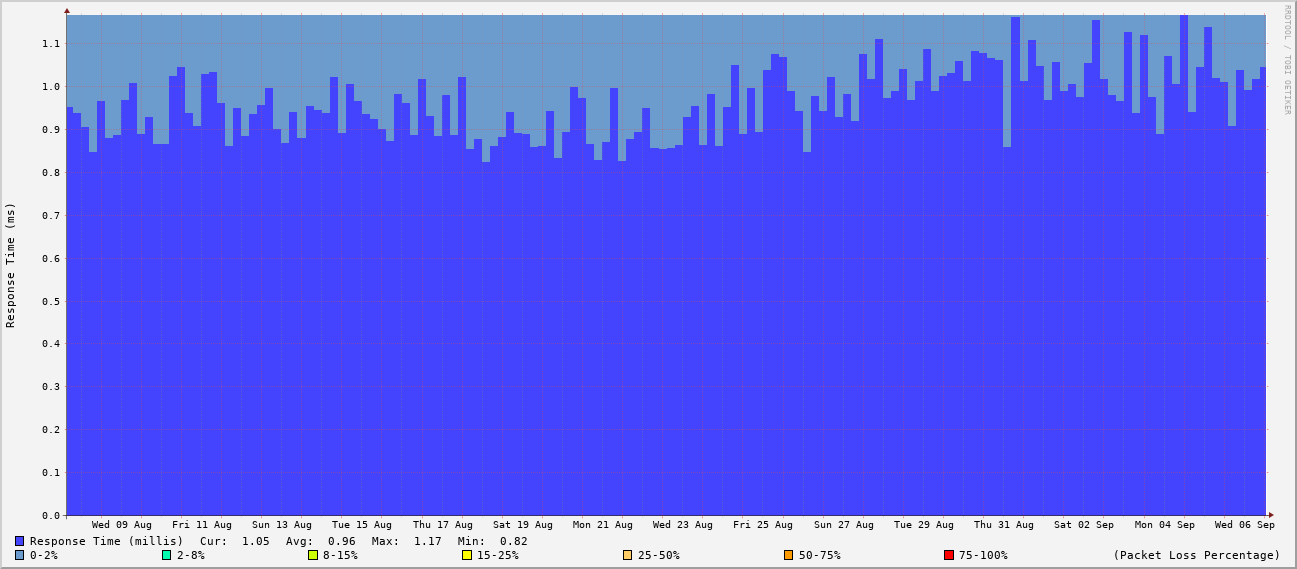 RRDTOOL / TOBI OETIKER
Response Time (ms)
1.1
1.0
0.9
0.8
0.7
0.6
0.5
0.4
0.3
0.2
0.1
0.0
Wed 09 Aug Fri 11 Aug Sun 13 Aug Tue 15 Aug Thu 17 Aug Sat 19 Aug Mon 21 Aug Wed 23 Aug Fri 25 Aug Sun 27 Aug Tue 29 Aug Thu 31 Aug Sat 02 Sep Mon 04 Sep Wed 06 Sep
Response Time (millis) Cur: 1.05 Avg: 0.96 Max: 1.17 Min: 0.82
0-2% 2-8% 8-15% 15-25% 25-50% 50-75% 75-100% (Packet Loss Percentage)